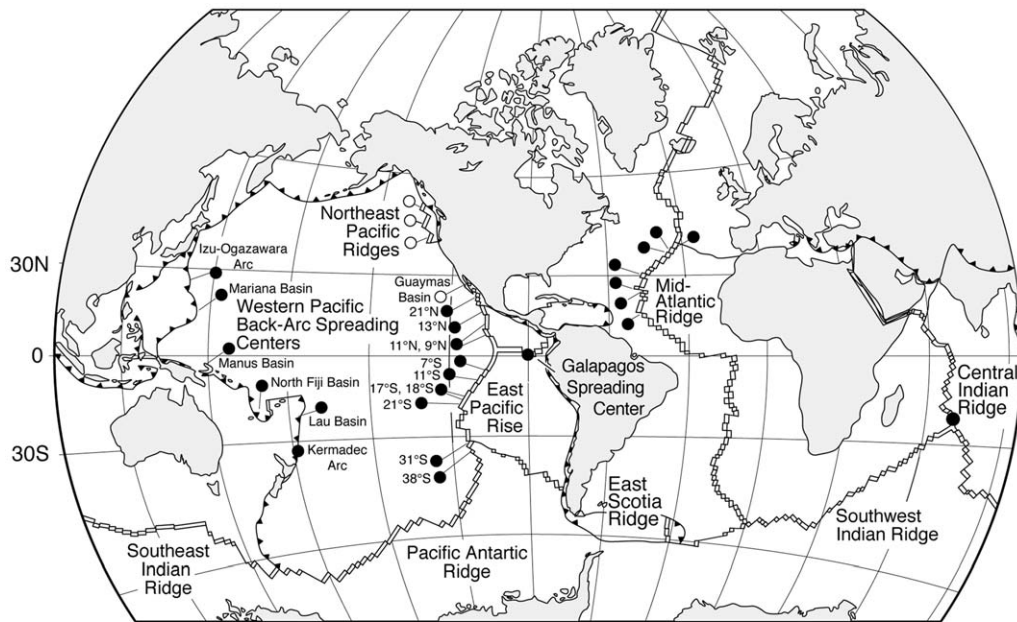 Northeast
Pacific
Ridges
30N
Izu-Ogazawara
Arc
Mariana Basin
Western Pacific
Back-Arc Spreading
Centers
Guaymas
Basin
21°N
13°N
11°N, 9°N
Mid-
Atlantic
Ridge
0
Manus Basin
North Fiji Basin
Lau Basin
Kermadec
Arc
7°S
11°S
17°S, 18°S
21°S
East
Pacific
Rise
Galapagos
Spreading
Center
Central
Indian
Ridge
30S
31°S
38°S
East
Scotia
Ridge
Southeast
Indian
Ridge
Pacific Antartic
Ridge
Southwest
Indian Ridge